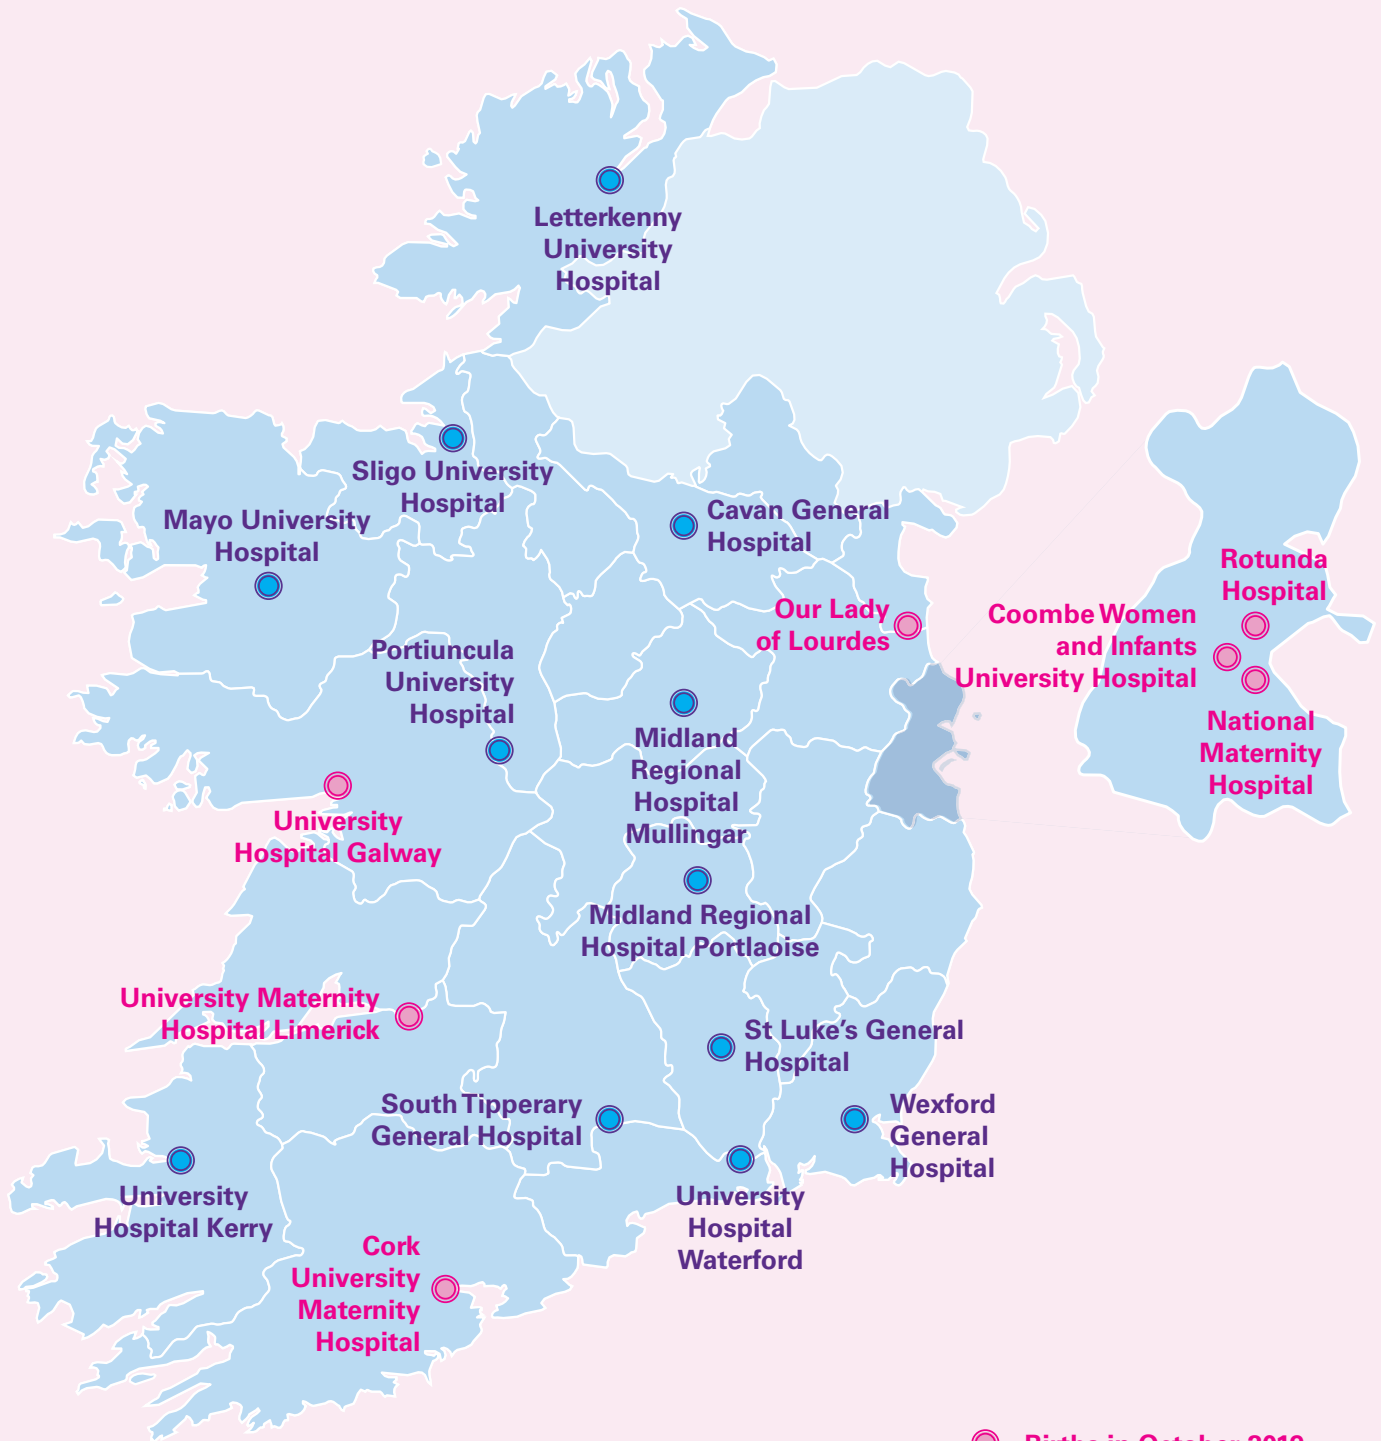 Letterkenny
University
Hospital
Sligo University
Hospital
Mayo University
Hospital
Cavan General
Hospital
Our Lady
of Lourdes
Rotunda
Hospital
Coombe Women
and Infants
University Hospital
National
Maternity
Hospital
Portiuncula
University
Hospital
Midland
Regional
Hospital
Mullingar
University
Hospital Galway
Midland Regional
Hospital Portlaoise
University Maternity
Hospital Limerick
St Luke’s General
Hospital
South Tipperary
General Hospital
Wexford
General
Hospital
University
Hospital Kerry
University
Hospital
Waterford
Cork
University
Maternity
Hospital
Births in October